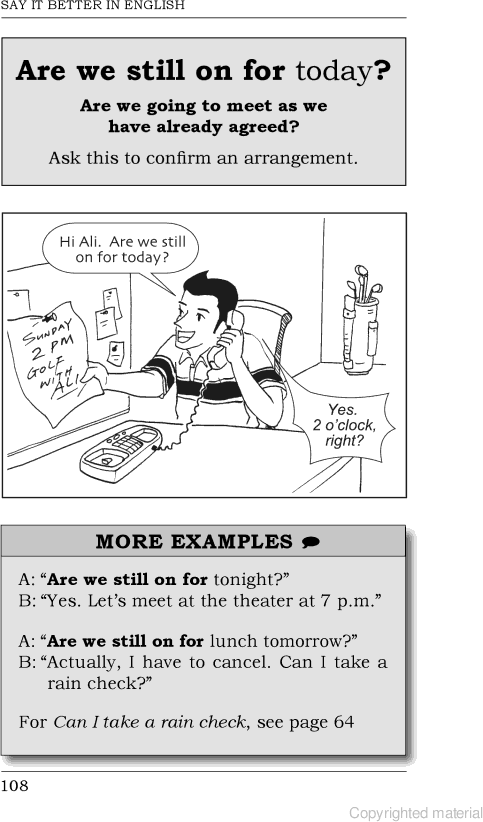 SAY IT BETTER IN ENGLISH
Are we still on for today?
Are we going to meet as we
have already agreed?
Ask this to confirm an arrangement.
Hi Ali. Are we still
on for today?
SUNDAY
2 PM
GOLF
WITH
ALI
Yes.
2 o'clock,
right?
MORE EXAMPLES
A: “Are we still on for tonight?”
B: “Yes. Let’s meet at the theater at 7 p.m.”
A: “Are we still on for lunch tomorrow?”
B: “Actually, I have to cancel. Can I take a
rain check?”
For Can I take a rain check, see page 64
108
Copyrighted material